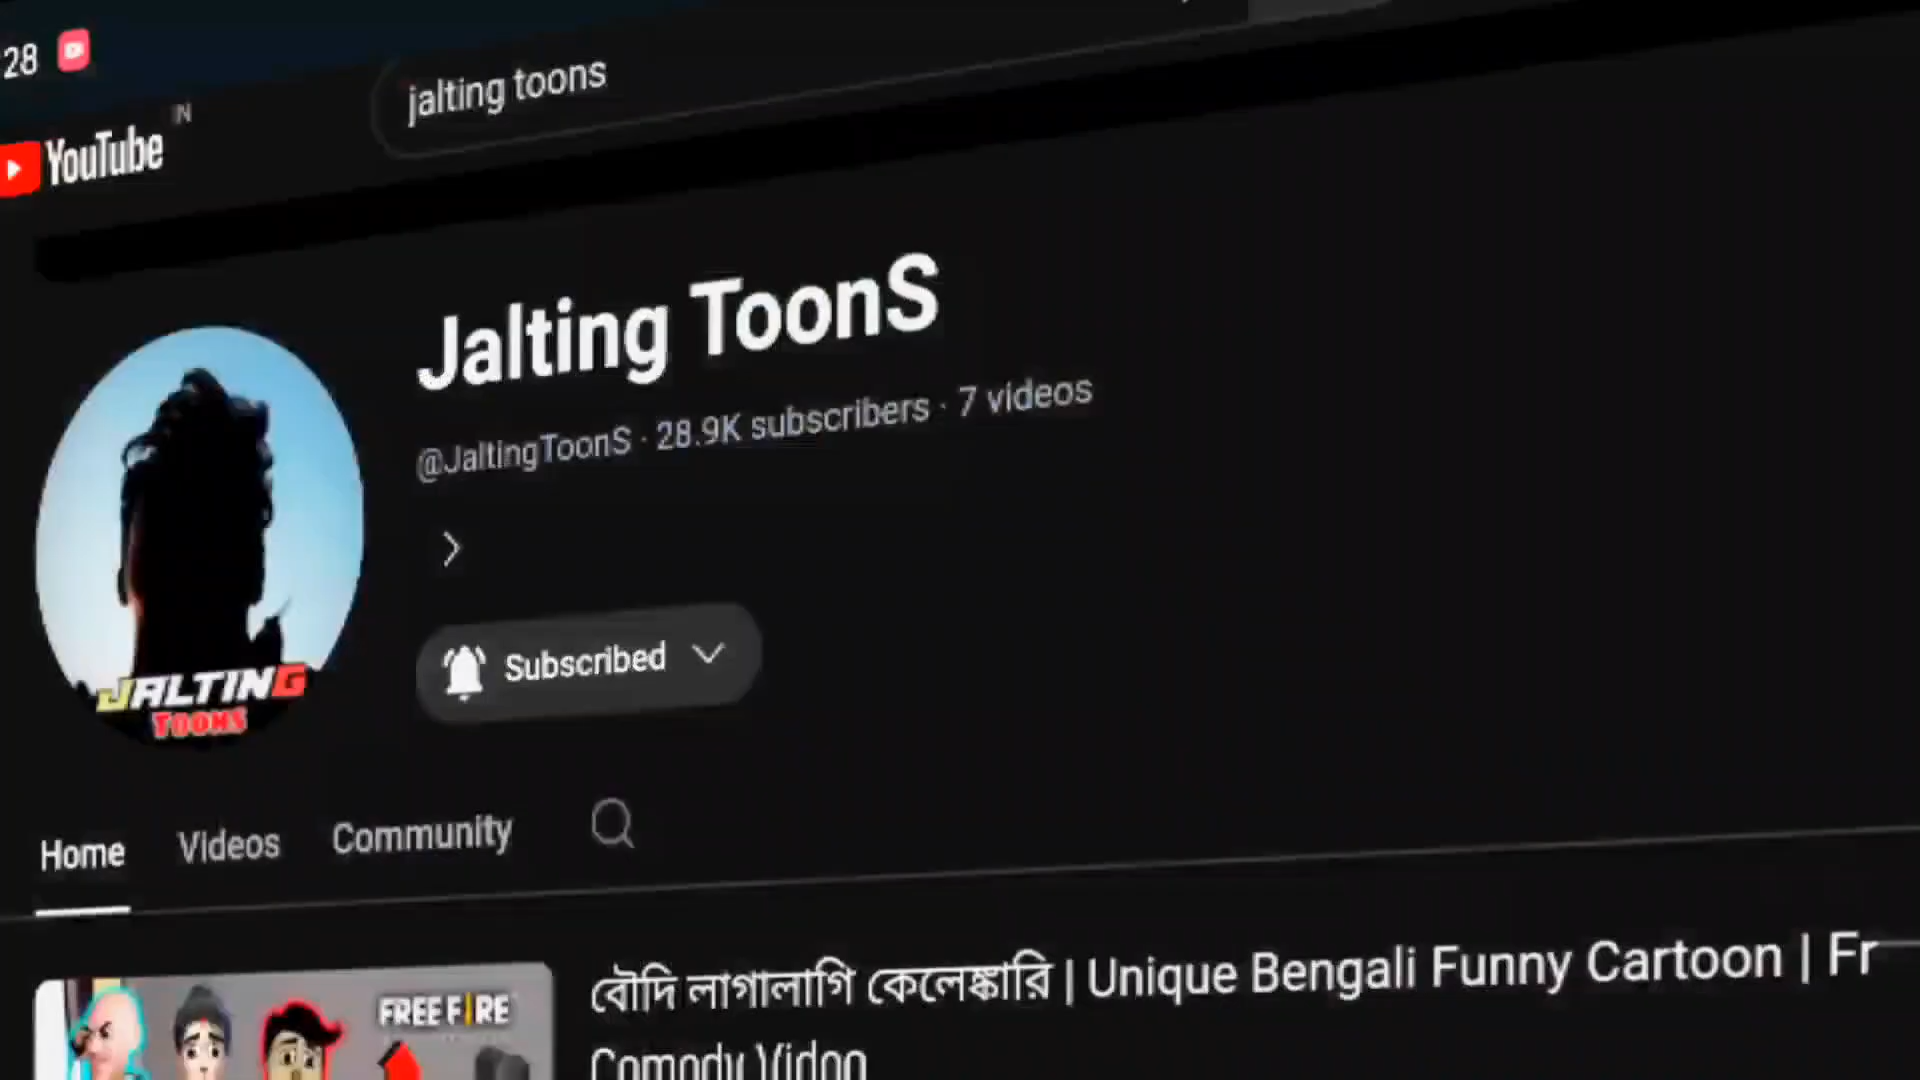 28
jalting toons
YouTube IN
Jalting ToonS
@JaltingToonS · 28.9K subscribers · 7 videos
Subscribed
JALTING
TOONS
Home Videos Community
FREE FIRE
বৌদি লাগালাগি কেলেঙ্কারি | Unique Bengali Funny Cartoon | Fr
Comedy Video